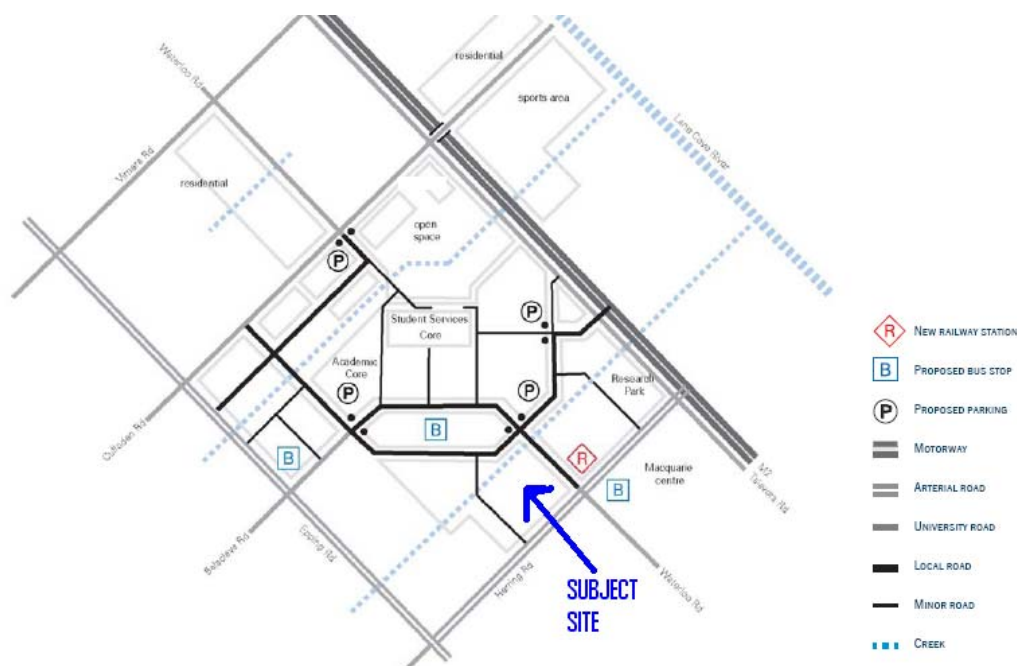 residential
Waterloo Rd
sports area
Lane Cove River
Vimiera Rd
residential
open
space
P
Student Services
Core
P
Academic
Core
P
P
Research
Park
B
Culloden Rd
B
R
B
Macquarie
centre
M2
Talavera Rd
Balaclava Rd
Epping Rd
Herring Rd
Waterloo Rd
SUBJECT
SITE
R NEW RAILWAY STATION
B PROPOSED BUS STOP
P PROPOSED PARKING
MOTORWAY
ARTERIAL ROAD
UNIVERSITY ROAD
LOCAL ROAD
MINOR ROAD
CREEK